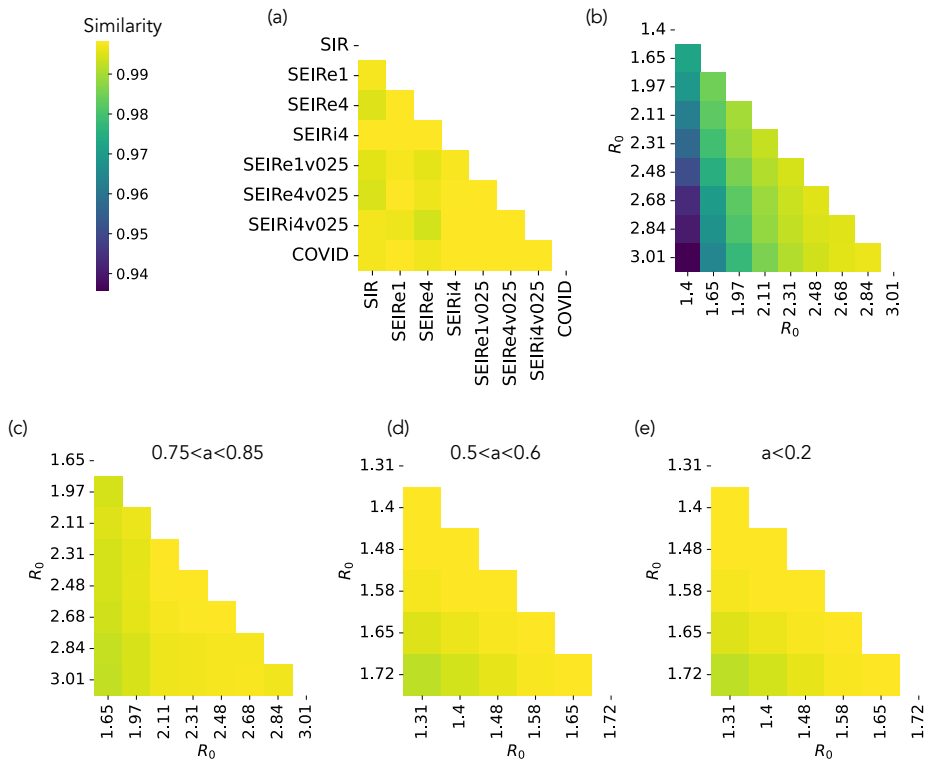 Similarity
0.99
0.98
0.97
0.96
0.95
0.94
(a)
SIR
SEIRe1
SEIRe4
SEIRi4
SEIRe1v025
SEIRe4v025
SEIRi4v025
COVID
SIR
SEIRe1
SEIRe4
SEIRi4
SEIRe1v025
SEIRe4v025
SEIRi4v025
COVID
(b)
R0
1.4
1.65
1.97
2.11
2.31
2.48
2.68
2.84
3.01
1.4
1.65
1.97
2.11
2.31
2.48
2.68
2.84
3.01
R0
(c)
0.75<a<0.85
R0
1.65
1.97
2.11
2.31
2.48
2.68
2.84
3.01
1.65
1.97
2.11
2.31
2.48
2.68
2.84
3.01
R0
(d)
0.5<a<0.6
R0
1.31
1.4
1.48
1.58
1.65
1.72
1.31
1.4
1.48
1.58
1.65
1.72
R0
(e)
a<0.2
R0
1.31
1.4
1.48
1.58
1.65
1.72
1.31
1.4
1.48
1.58
1.65
1.72
R0